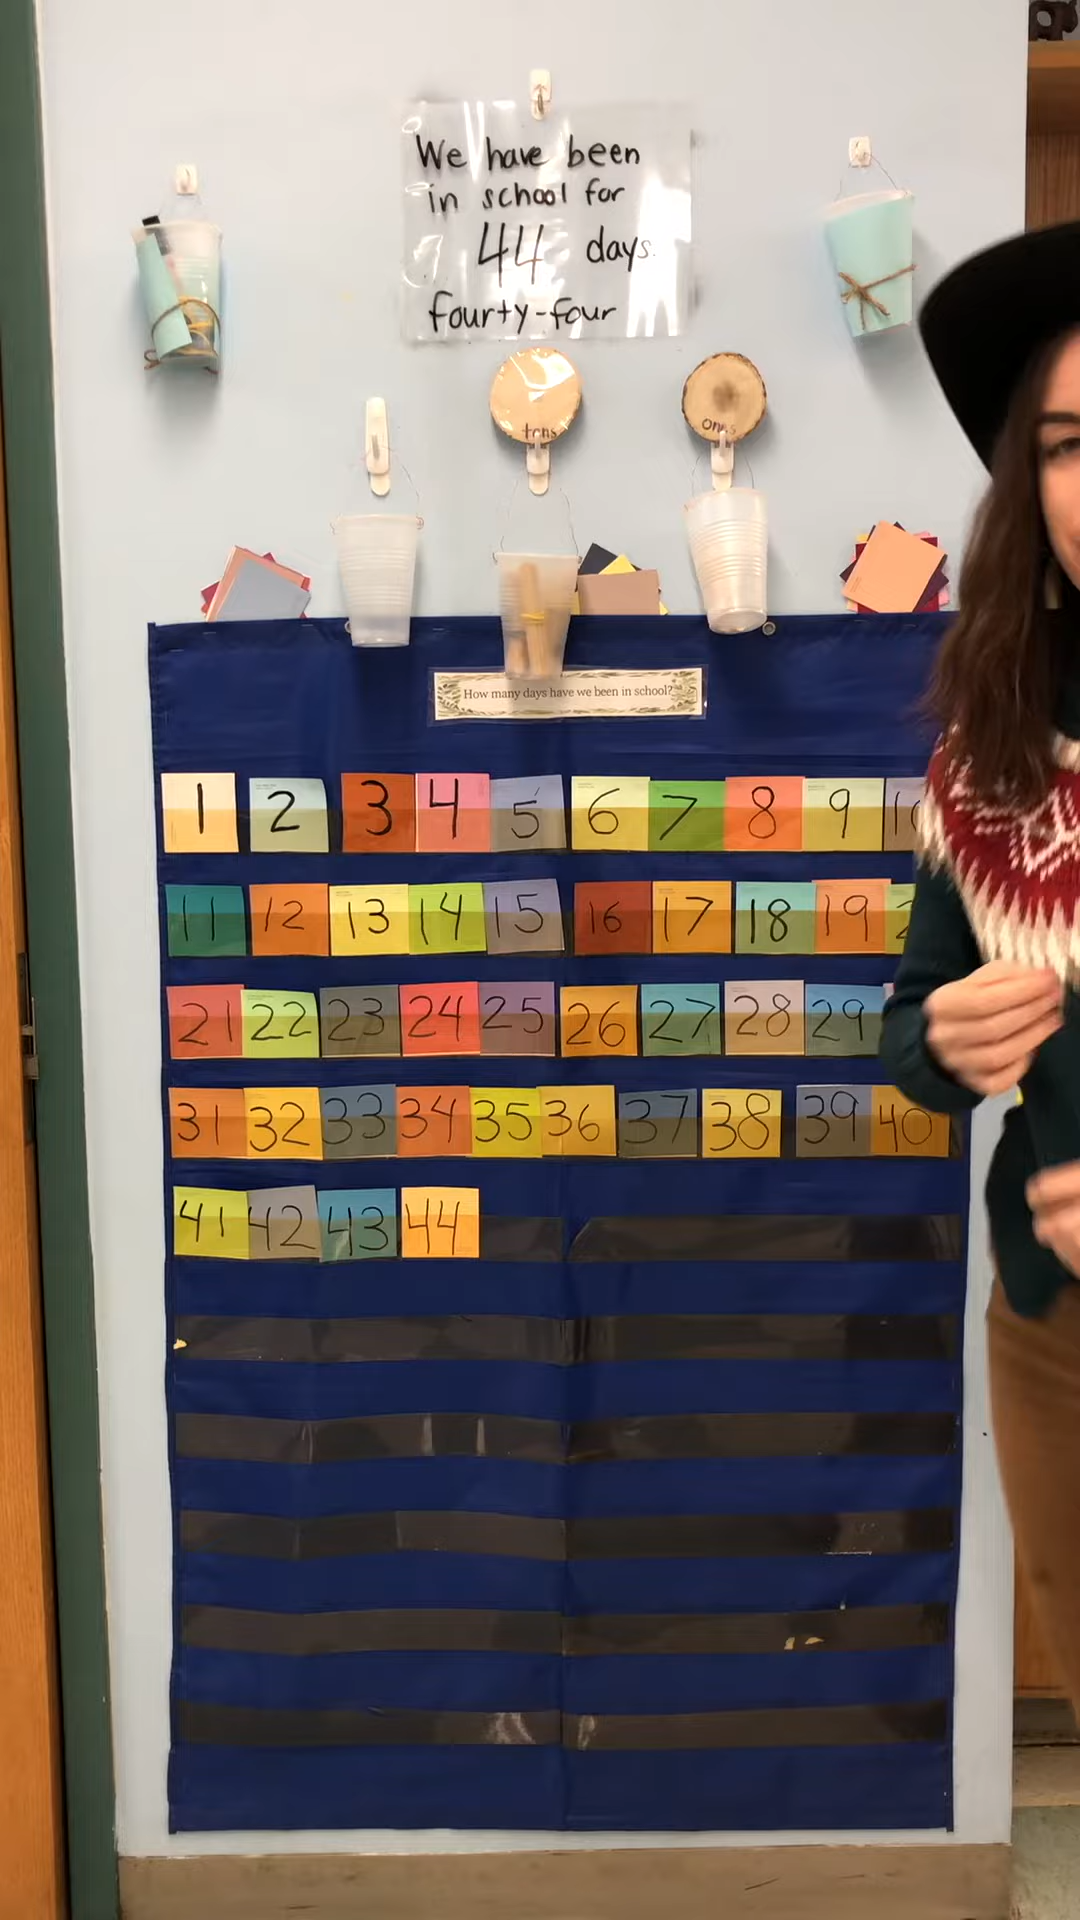 We have been
in school for
44 days.
fourty-four
tens
ones
How many days have we been in school?
1 2 3 4 5 6 7 8 9
11 12 13 14 15 16 17 18 19
21 22 23 24 25 26 27 28 29
31 32 33 34 35 36 37 38 39 40
41 42 43 44